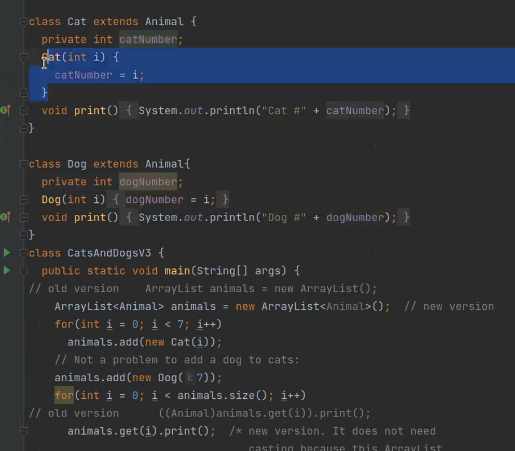 class Cat extends Animal {
private int catNumber;
Cat(int i) {
catNumber = i;
}
void print() { System.out.println("Cat #" + catNumber); }
}
class Dog extends Animal{
private int dogNumber;
Dog(int i) { dogNumber = i; }
void print() { System.out.println("Dog #" + dogNumber); }
}
class CatsAndDogsV3 {
public static void main(String[] args) {
// old version    ArrayList animals = new ArrayList();
ArrayList<Animal> animals = new ArrayList<Animal>();  // new version
for(int i = 0; i < 7; i++)
animals.add(new Cat(i));
// Not a problem to add a dog to cats:
animals.add(new Dog( i: 7));
for(int i = 0; i < animals.size(); i++)
// old version      ((Animal)animals.get(i)).print();
animals.get(i).print();  /* new version. It does not need
casting because this ArrayList